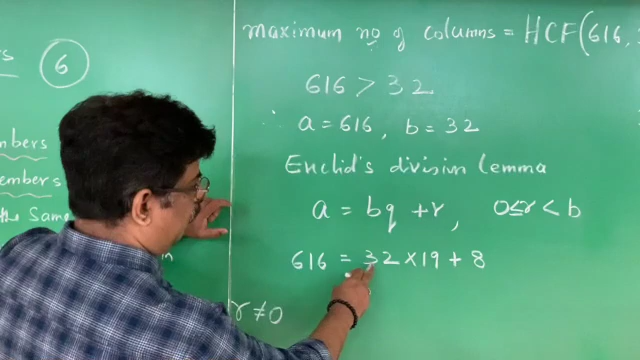 6
maximum no of columns = HCF(616,
616 > 32
∴ a = 616, b = 32
Euclid's division lemma
a = bq + r, 0≤r < b
616 = 32 × 19 + 8
r ≠ 0
mbers
embers
the same